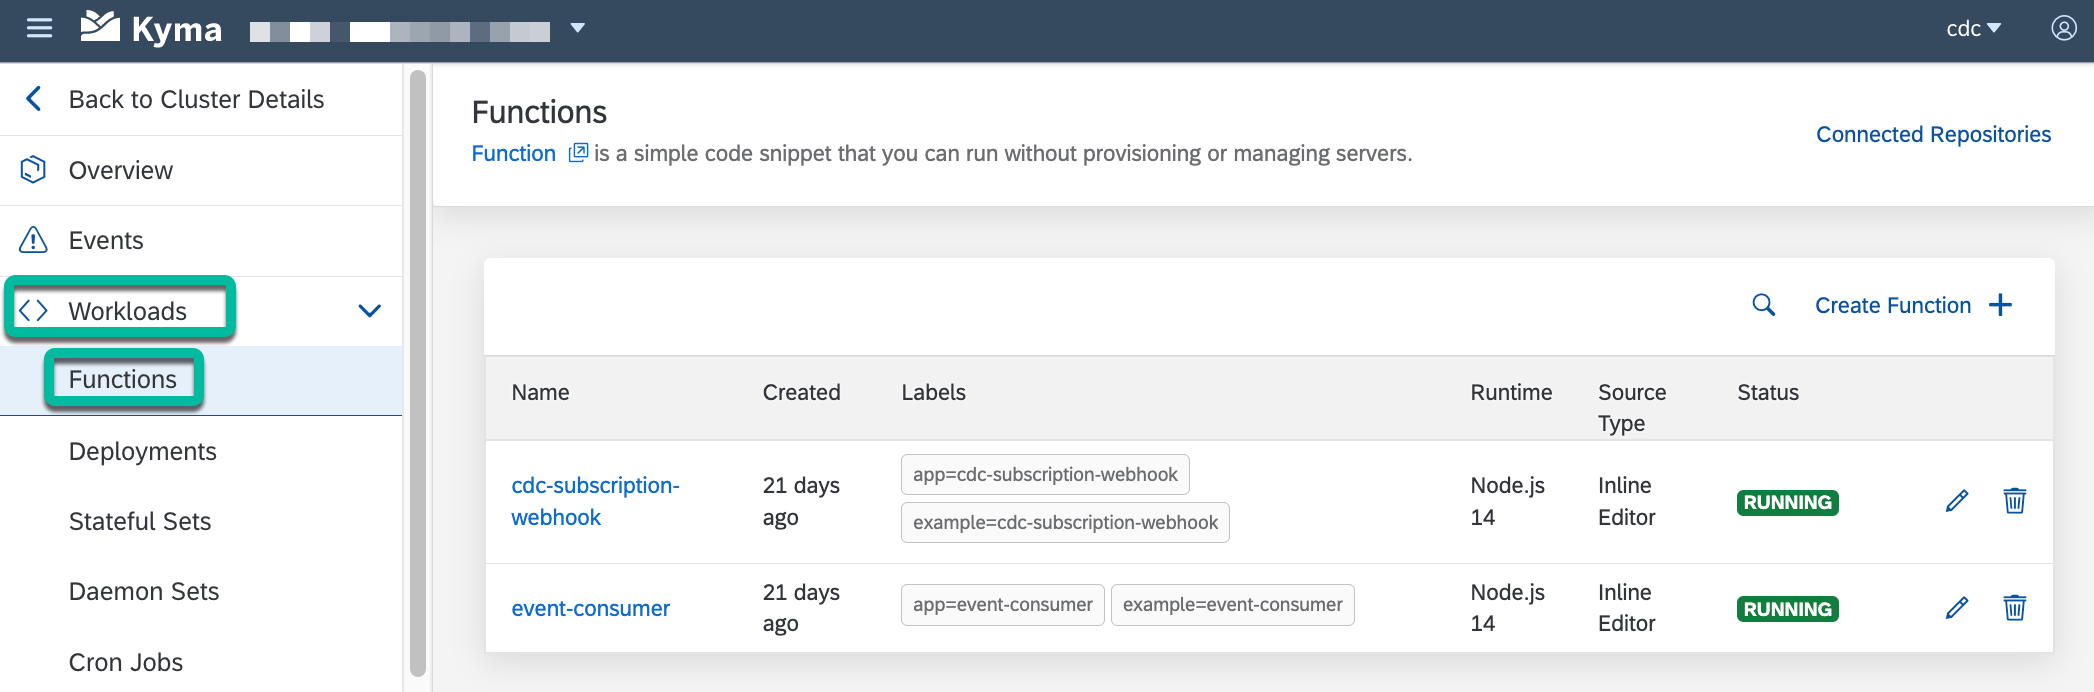 Kyma
cdc
Back to Cluster Details
Overview
Events
Workloads
Functions
Deployments
Stateful Sets
Daemon Sets
Cron Jobs
Functions
Function is a simple code snippet that you can run without provisioning or managing servers.
Connected Repositories
Create Function
Name Created Labels Runtime Source Type Status
cdc-subscription-webhook
21 days ago
app=cdc-subscription-webhook
example=cdc-subscription-webhook
Node.js 14
Inline Editor
RUNNING
event-consumer
21 days ago
app=event-consumer example=event-consumer
Node.js 14
Inline Editor
RUNNING